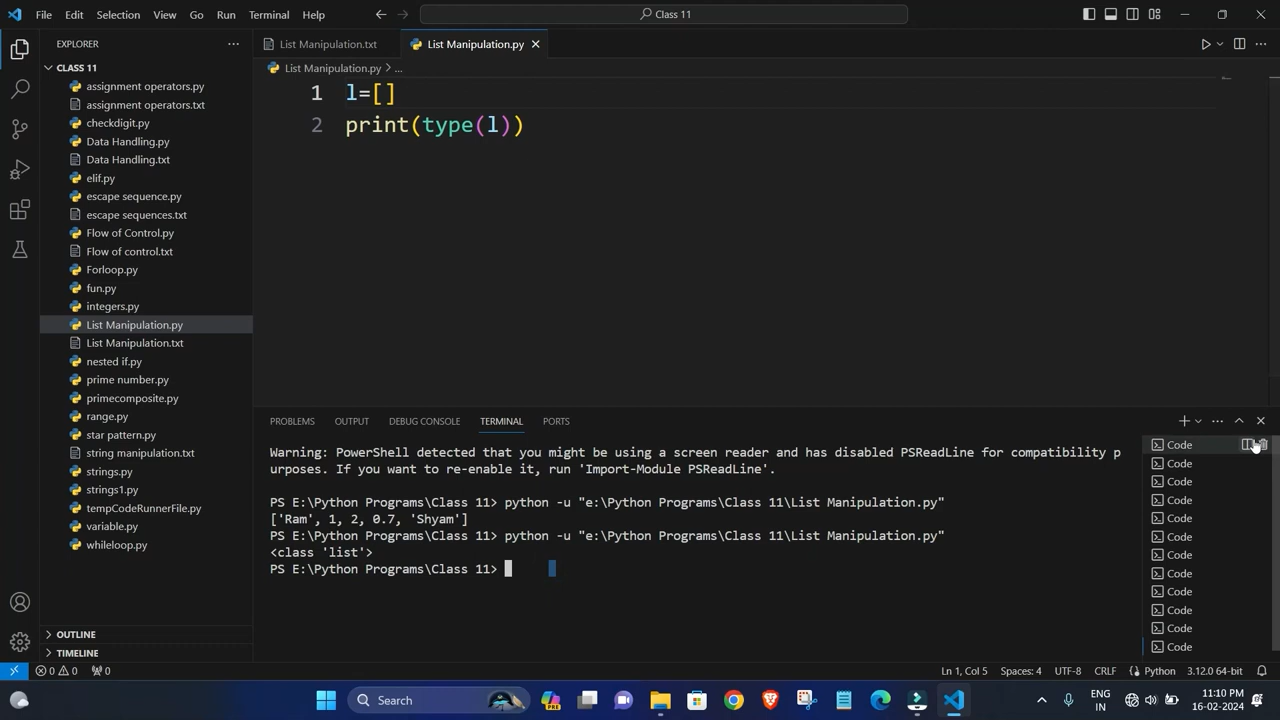 File Edit Selection View Go Run Terminal Help
Class 11
EXPLORER
CLASS 11
assignment operators.py
assignment operators.txt
checkdigit.py
Data Handling.py
Data Handling.txt
elif.py
escape sequence.py
escape sequences.txt
Flow of Control.py
Flow of control.txt
Forloop.py
fun.py
integers.py
List Manipulation.py
List Manipulation.txt
nested if.py
prime number.py
primecomposite.py
range.py
star pattern.py
string manipulation.txt
strings.py
strings1.py
tempCodeRunnerFile.py
variable.py
whileloop.py
OUTLINE
TIMELINE
List Manipulation.txt List Manipulation.py
List Manipulation.py > ...
1 l=[]
2 print(type(l))
PROBLEMS OUTPUT DEBUG CONSOLE TERMINAL PORTS
Warning: PowerShell detected that you might be using a screen reader and has disabled PSReadLine for compatibility p
urposes. If you want to re-enable it, run 'Import-Module PSReadLine'.
PS E:\Python Programs\Class 11> python -u "e:\Python Programs\Class 11\List Manipulation.py"
['Ram', 1, 2, 0.7, 'Shyam']
PS E:\Python Programs\Class 11> python -u "e:\Python Programs\Class 11\List Manipulation.py"
<class 'list'>
PS E:\Python Programs\Class 11>
Code
Code
Code
Code
Code
Code
Code
Code
Code
Code
Code
Code
0 0 0 Ln 1, Col 5 Spaces: 4 UTF-8 CRLF Python 3.12.0 64-bit
Search
PRE
ENG
IN
11:10 PM
16-02-2024